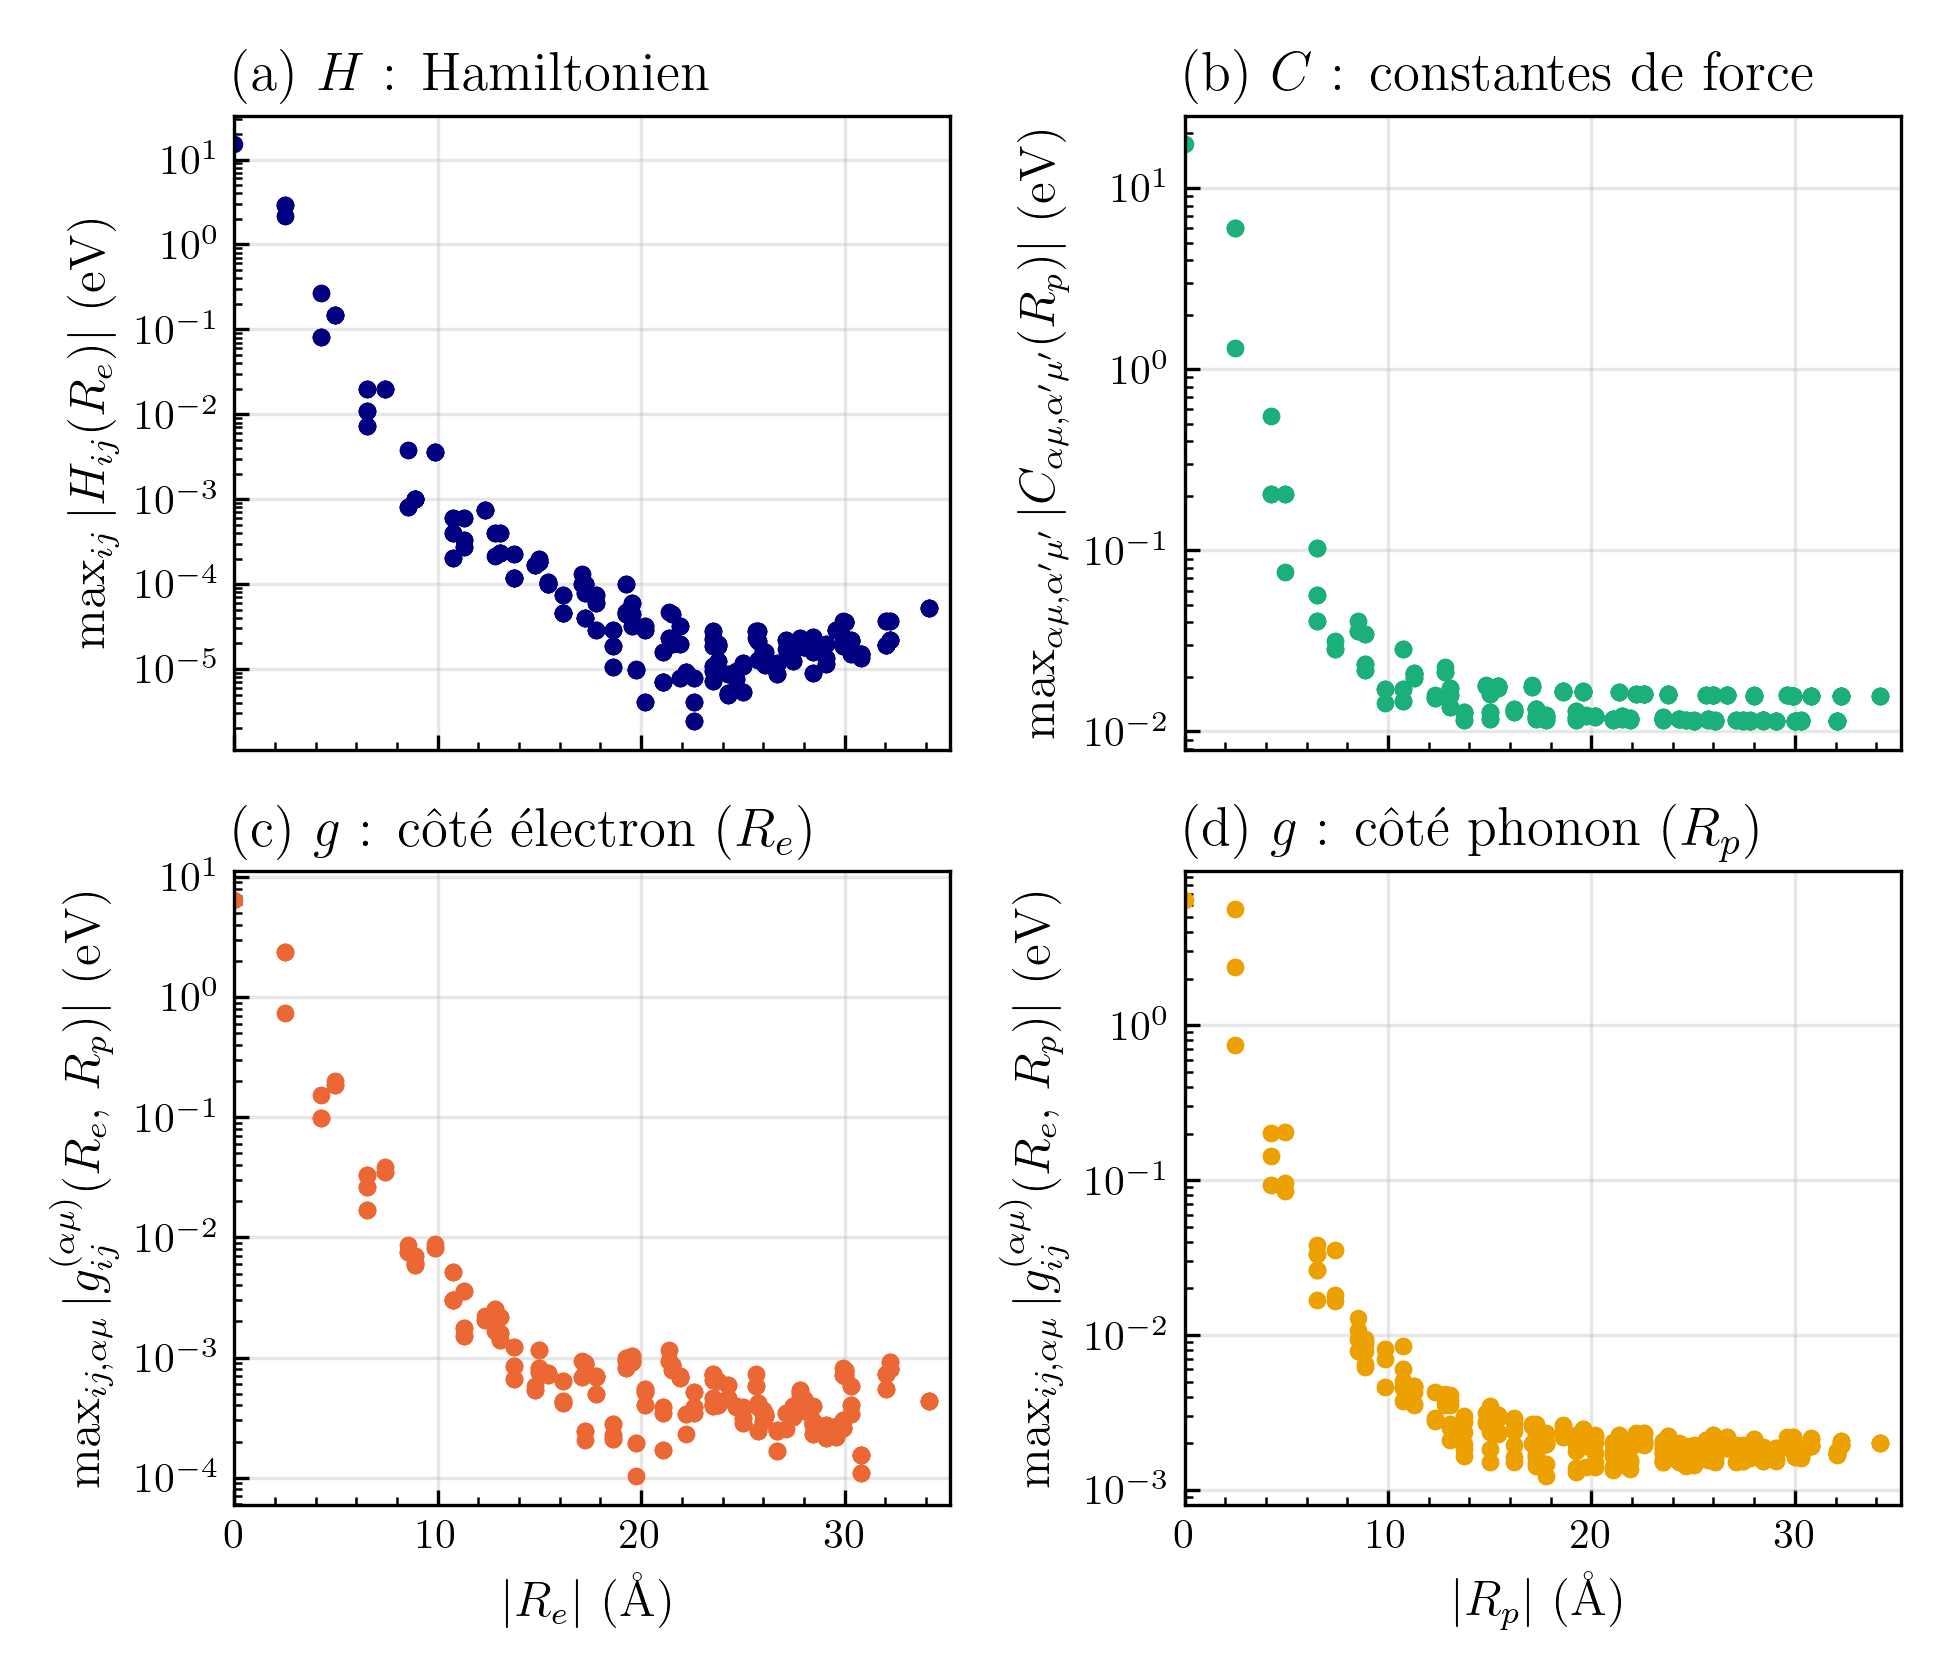 (a) H : Hamiltonien
(b) C : constantes de force
max_{ij} |H_{ij}(R_e)| (eV)
10^1
10^0
10^{−1}
10^{−2}
10^{−3}
10^{−4}
10^{−5}
max_{αμ,α′μ′} |C_{αμ,α′μ′}(R_p)| (eV)
10^1
10^0
10^{−1}
10^{−2}
(c) g : côté électron (R_e)
(d) g : côté phonon (R_p)
max_{ij,αμ} |g_{ij}^{(αμ)}(R_e, R_p)| (eV)
10^1
10^0
10^{−1}
10^{−2}
10^{−3}
10^{−4}
0 10 20 30
|R_e| (Å)
max_{ij,αμ} |g_{ij}^{(αμ)}(R_e, R_p)| (eV)
10^0
10^{−1}
10^{−2}
10^{−3}
0 10 20 30
|R_p| (Å)